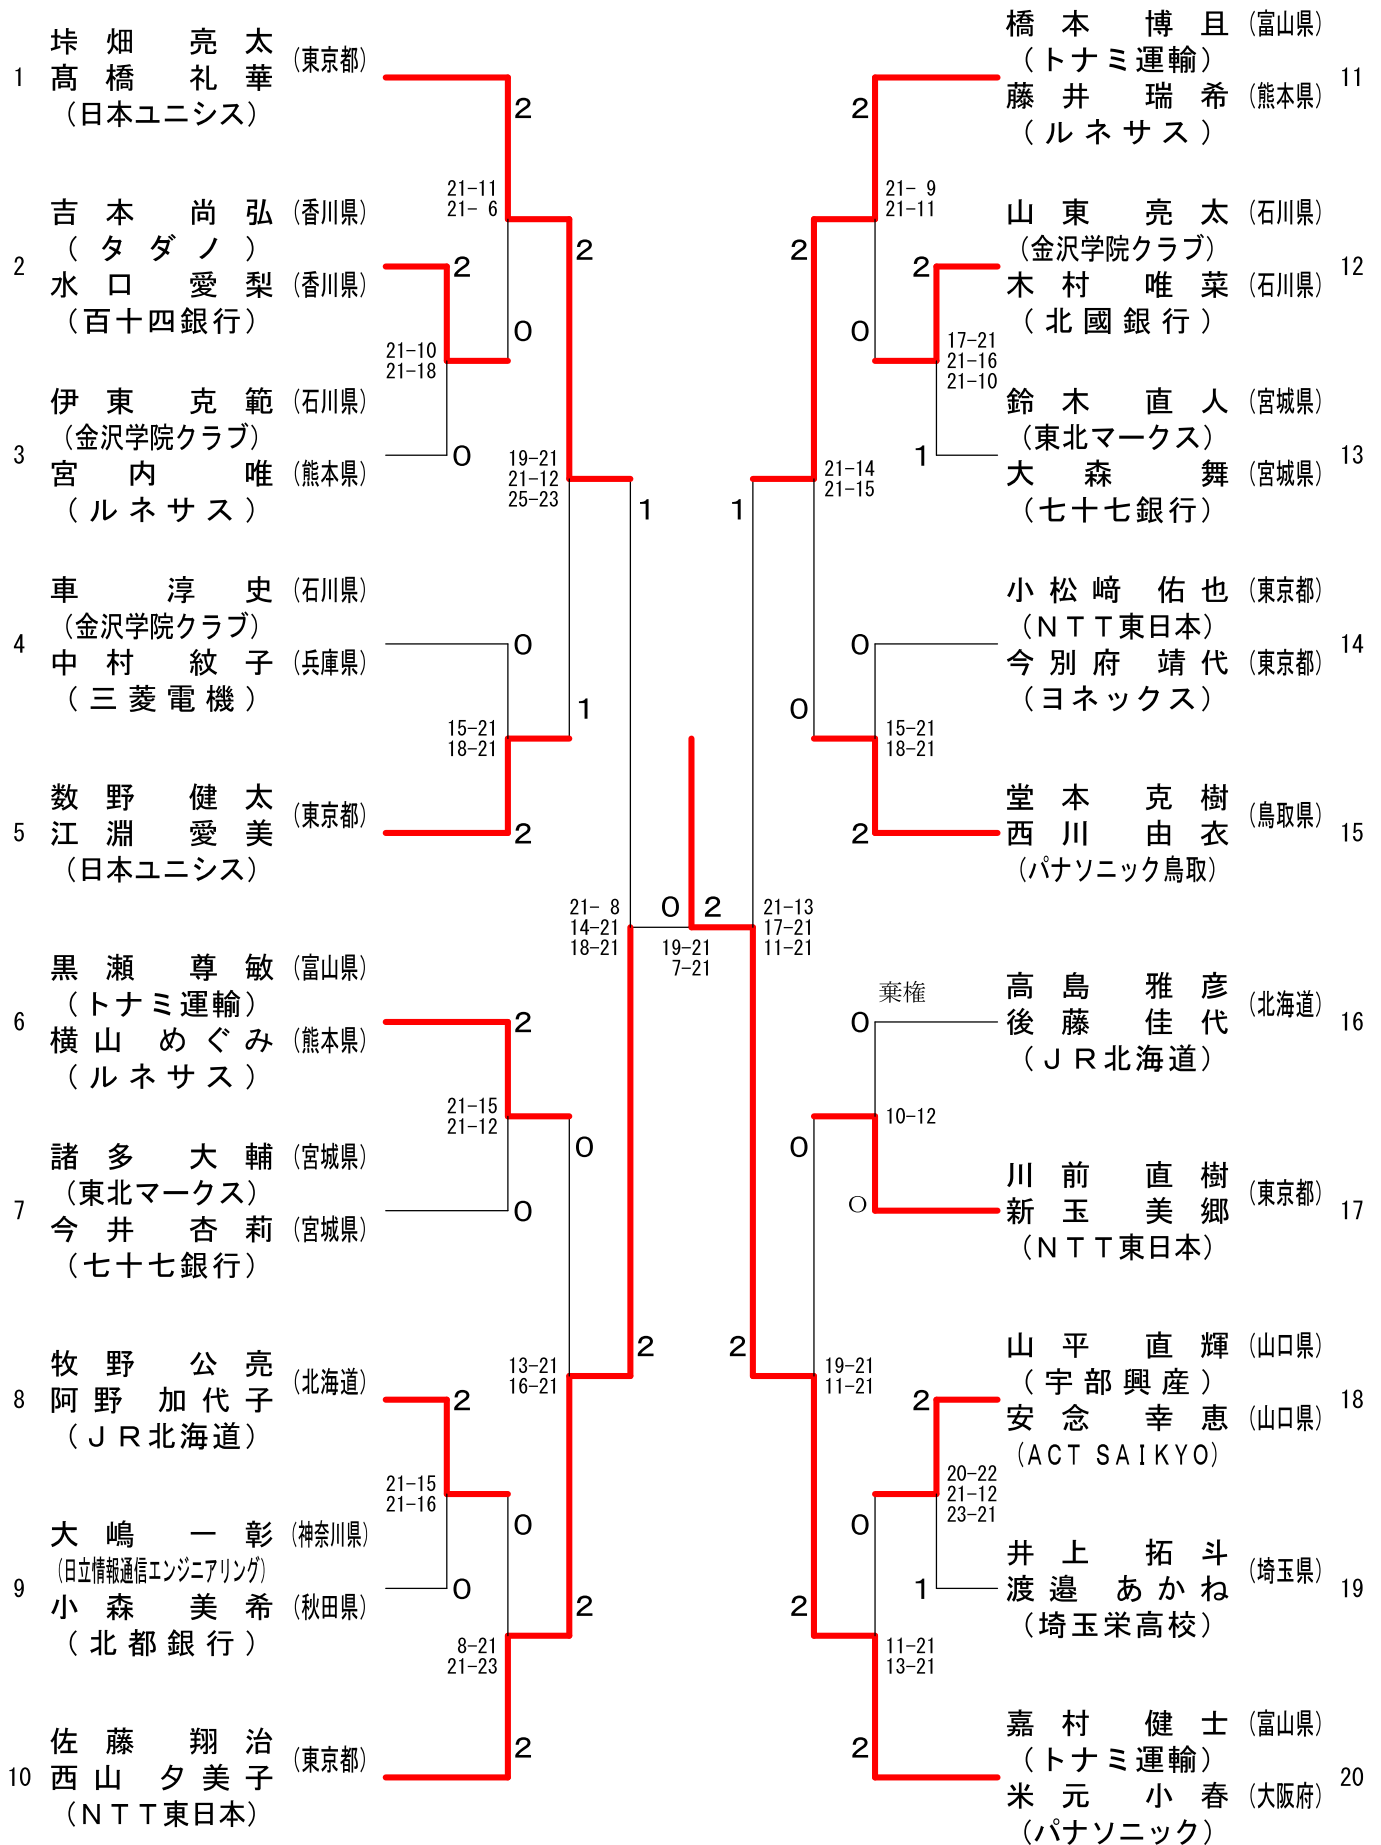 垰畑 亮太 (東京都)
1 髙橋 礼華
(日本ユニシス)
吉本 尚弘 (香川県)
(タダノ)
2 水口 愛梨 (香川県)
(百十四銀行)
伊東 克範 (石川県)
(金沢学院クラブ)
3 宮内 唯 (熊本県)
(ルネサス)
車 淳史 (石川県)
(金沢学院クラブ)
4 中村 紋子 (兵庫県)
(三菱電機)
数野 健太 (東京都)
5 江淵 愛美
(日本ユニシス)
黒瀬 尊敏 (富山県)
(トナミ運輸)
6 横山 めぐみ (熊本県)
(ルネサス)
諸多 大輔 (宮城県)
(東北マークス)
7 今井 杏莉 (宮城県)
(七十七銀行)
牧野 公亮 (北海道)
8 阿野 加代子
(JR北海道)
大嶋 一彰 (神奈川県)
(日立情報通信エンジニアリング)
9 小森 美希 (秋田県)
(北都銀行)
佐藤 翔治 (東京都)
10 西山 夕美子
(NTT東日本)
2
21-11
21- 6
0
2
21-10
21-18
0
2
19-21
21-12
25-23
1
0
15-21
18-21
2
1
21- 8
14-21
18-21
2
2
21-15
21-12
0
0
13-21
16-21
2
2
21-15
21-16
0
0
8-21
21-23
2
0 2
19-21
7-21
2
21- 9
21-11
0
2
17-21
21-16
21-10
1
2
21-14
21-15
0
0
15-21
18-21
2
1
21-13
17-21
11-21
2
棄権
0
10-12
○
0
19-21
11-21
2
2
20-22
21-12
23-21
1
0
11-21
13-21
2
橋本 博且 (富山県)
(トナミ運輸) 11
藤井 瑞希 (熊本県)
(ルネサス)
山東 亮太 (石川県)
(金沢学院クラブ) 12
木村 唯菜 (石川県)
(北國銀行)
鈴木 直人 (宮城県)
(東北マークス) 13
大森 舞 (宮城県)
(七十七銀行)
小松﨑 佑也 (東京都)
(NTT東日本) 14
今別府 靖代 (東京都)
(ヨネックス)
堂本 克樹 (鳥取県)
西川 由衣 15
(パナソニック鳥取)
高島 雅彦 (北海道)
後藤 佳代 16
(JR北海道)
川前 直樹 (東京都)
新玉 美郷 17
(NTT東日本)
山平 直輝 (山口県)
(宇部興産) 18
安念 幸恵 (山口県)
(ACT SAIKYO)
井上 拓斗 (埼玉県)
渡邉 あかね 19
(埼玉栄高校)
嘉村 健士 (富山県)
(トナミ運輸) 20
米元 小春 (大阪府)
(パナソニック)